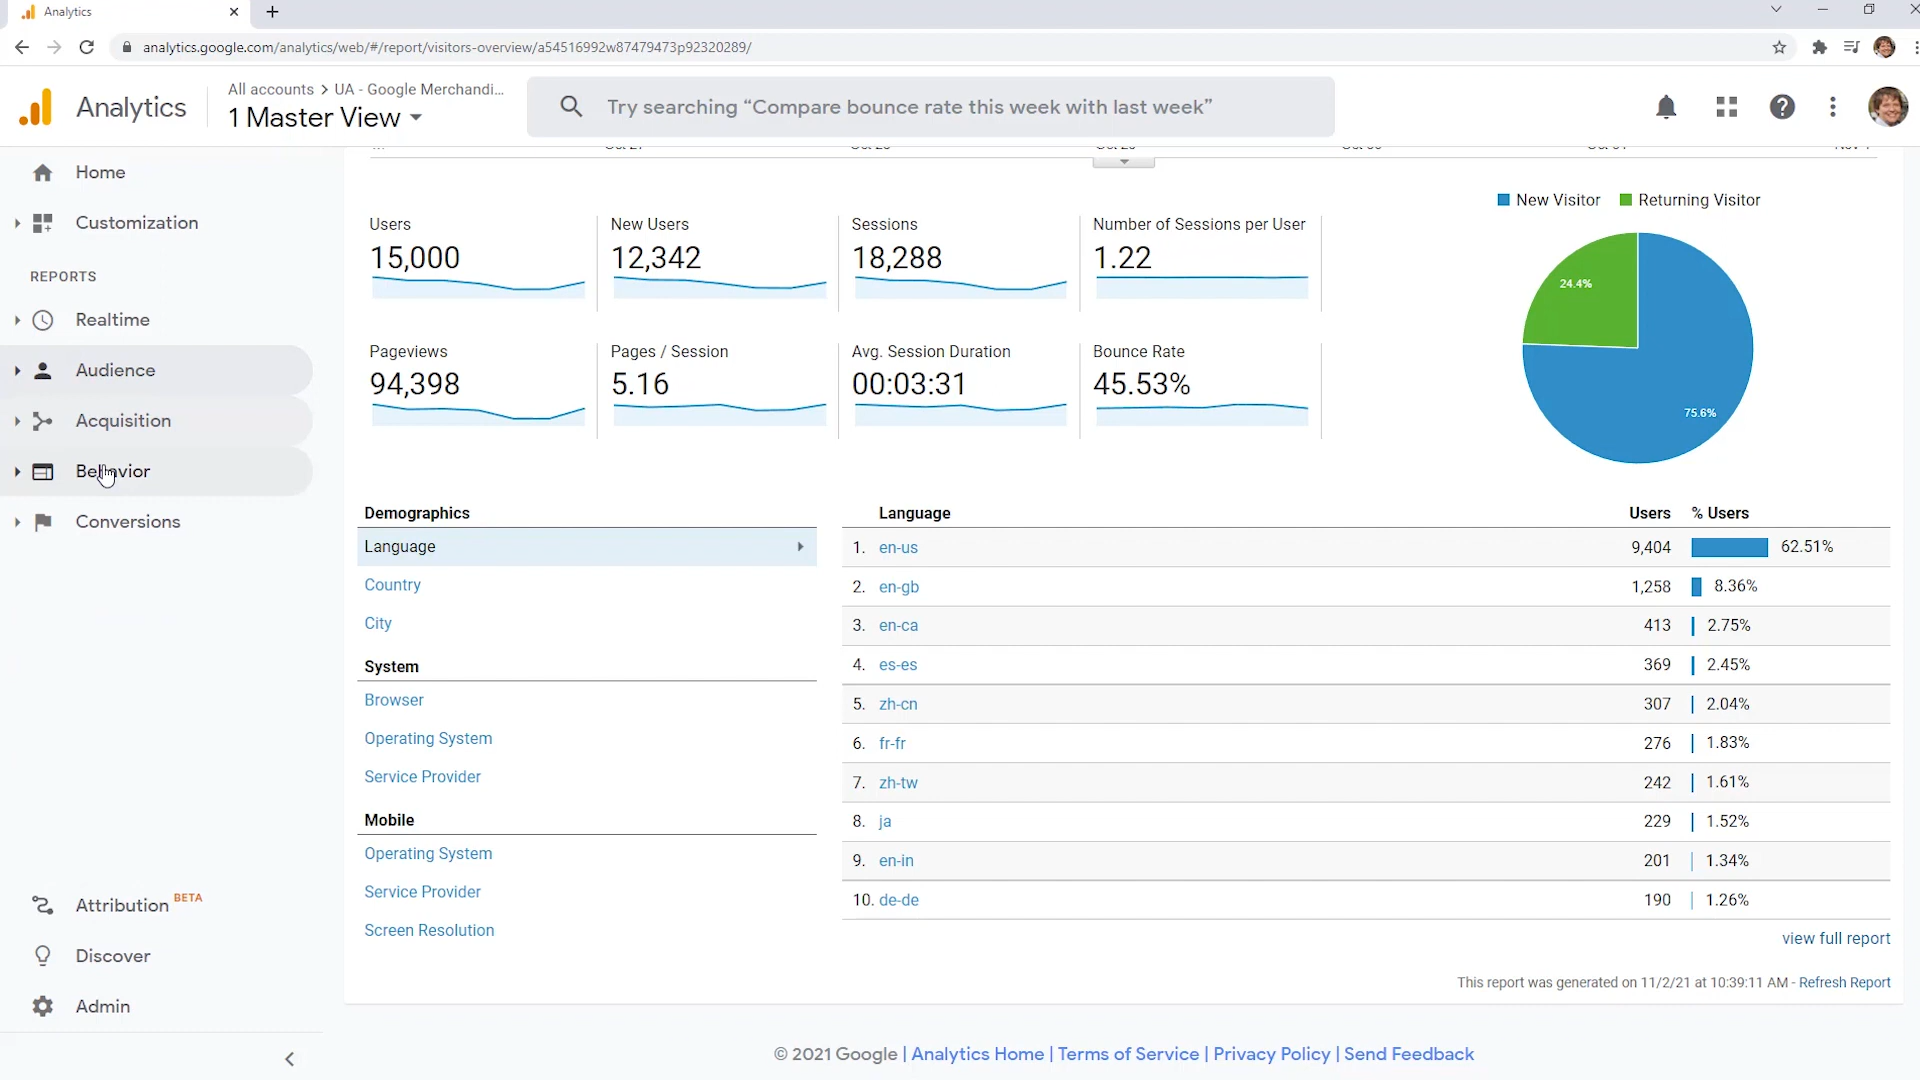 Analytics
analytics.google.com/analytics/web/#/report/visitors-overview/a54516992w87479473p92320289/
Analytics
All accounts > UA - Google Merchandi...
1 Master View
Try searching “Compare bounce rate this week with last week”
Home
Customization
REPORTS
Realtime
Audience
Acquisition
Behavior
Conversions
Attribution BETA
Discover
Admin
New Visitor
Returning Visitor
Users
15,000
New Users
12,342
Sessions
18,288
Number of Sessions per User
1.22
Pageviews
94,398
Pages / Session
5.16
Avg. Session Duration
00:03:31
Bounce Rate
45.53%
24.4%
75.6%
Demographics
Language
Country
City
System
Browser
Operating System
Service Provider
Mobile
Operating System
Service Provider
Screen Resolution
Language Users % Users
1. en-us 9,404 62.51%
2. en-gb 1,258 8.36%
3. en-ca 413 2.75%
4. es-es 369 2.45%
5. zh-cn 307 2.04%
6. fr-fr 276 1.83%
7. zh-tw 242 1.61%
8. ja 229 1.52%
9. en-in 201 1.34%
10. de-de 190 1.26%
view full report
This report was generated on 11/2/21 at 10:39:11 AM - Refresh Report
© 2021 Google | Analytics Home | Terms of Service | Privacy Policy | Send Feedback